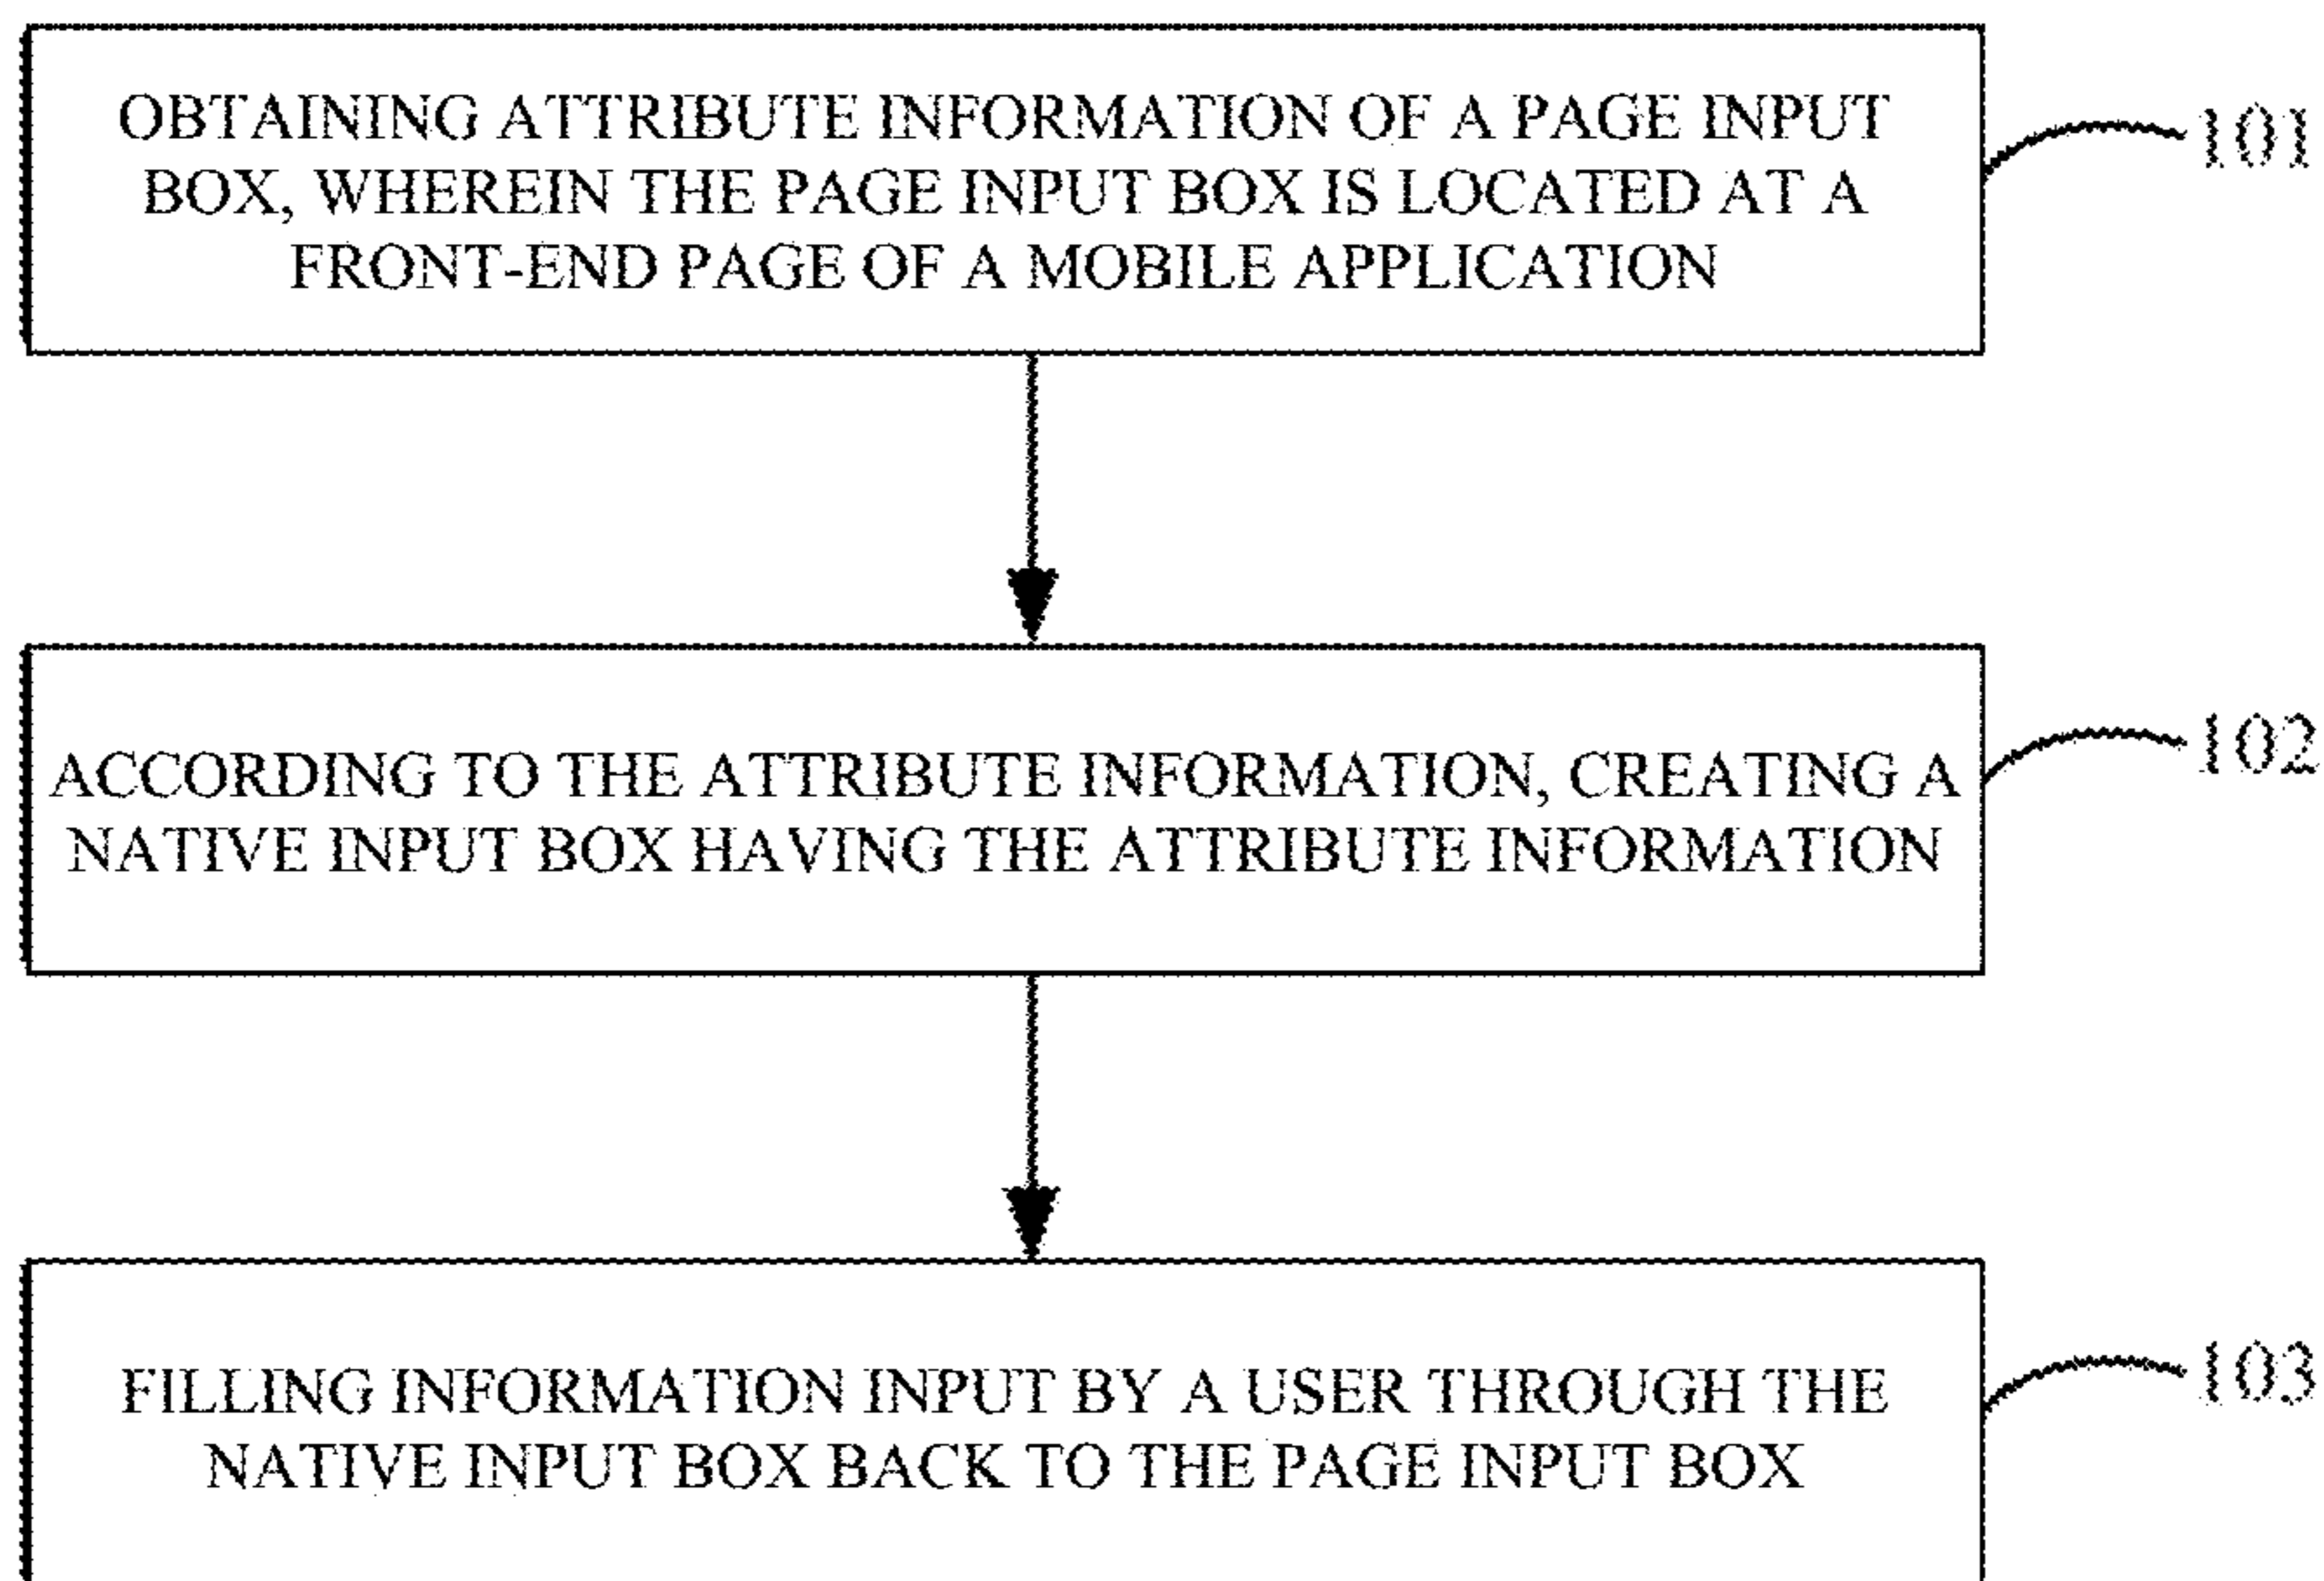 OBTAINING ATTRIBUTE INFORMATION OF A PAGE INPUT
BOX, WHEREIN THE PAGE INPUT BOX IS LOCATED AT A
FRONT-END PAGE OF A MOBILE APPLICATION
101
ACCORDING TO THE ATTRIBUTE INFORMATION, CREATING A
NATIVE INPUT BOX HAVING THE ATTRIBUTE INFORMATION
102
FILLING INFORMATION INPUT BY A USER THROUGH THE
NATIVE INPUT BOX BACK TO THE PAGE INPUT BOX
103